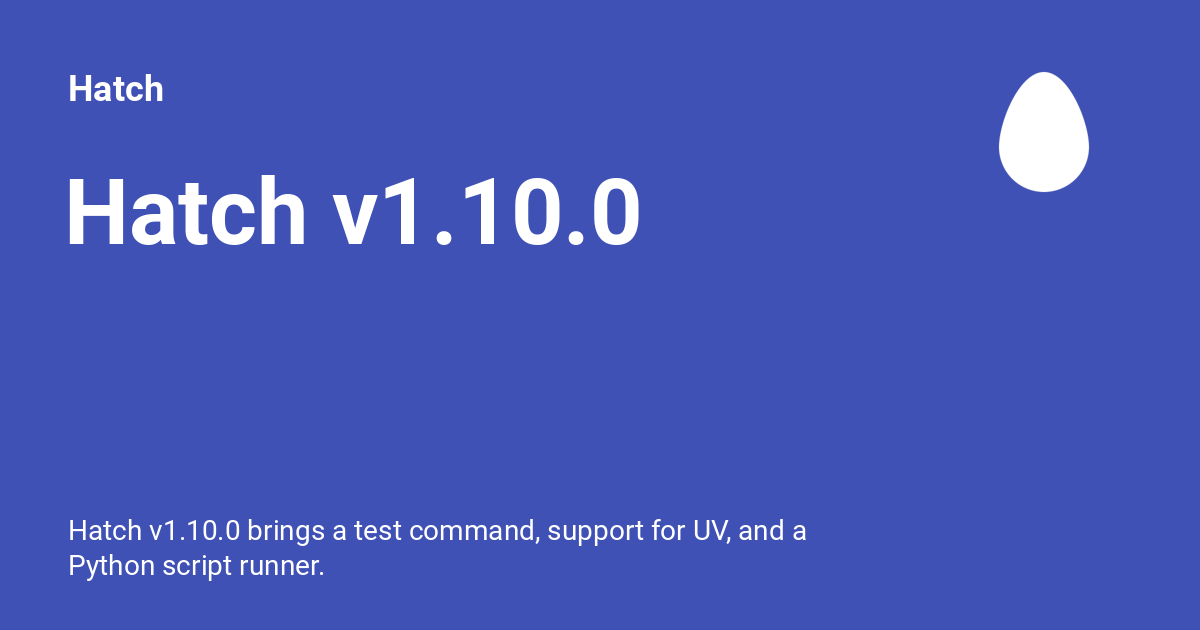 Hatch
Hatch v1.10.0
Hatch v1.10.0 brings a test command, support for UV, and a
Python script runner.